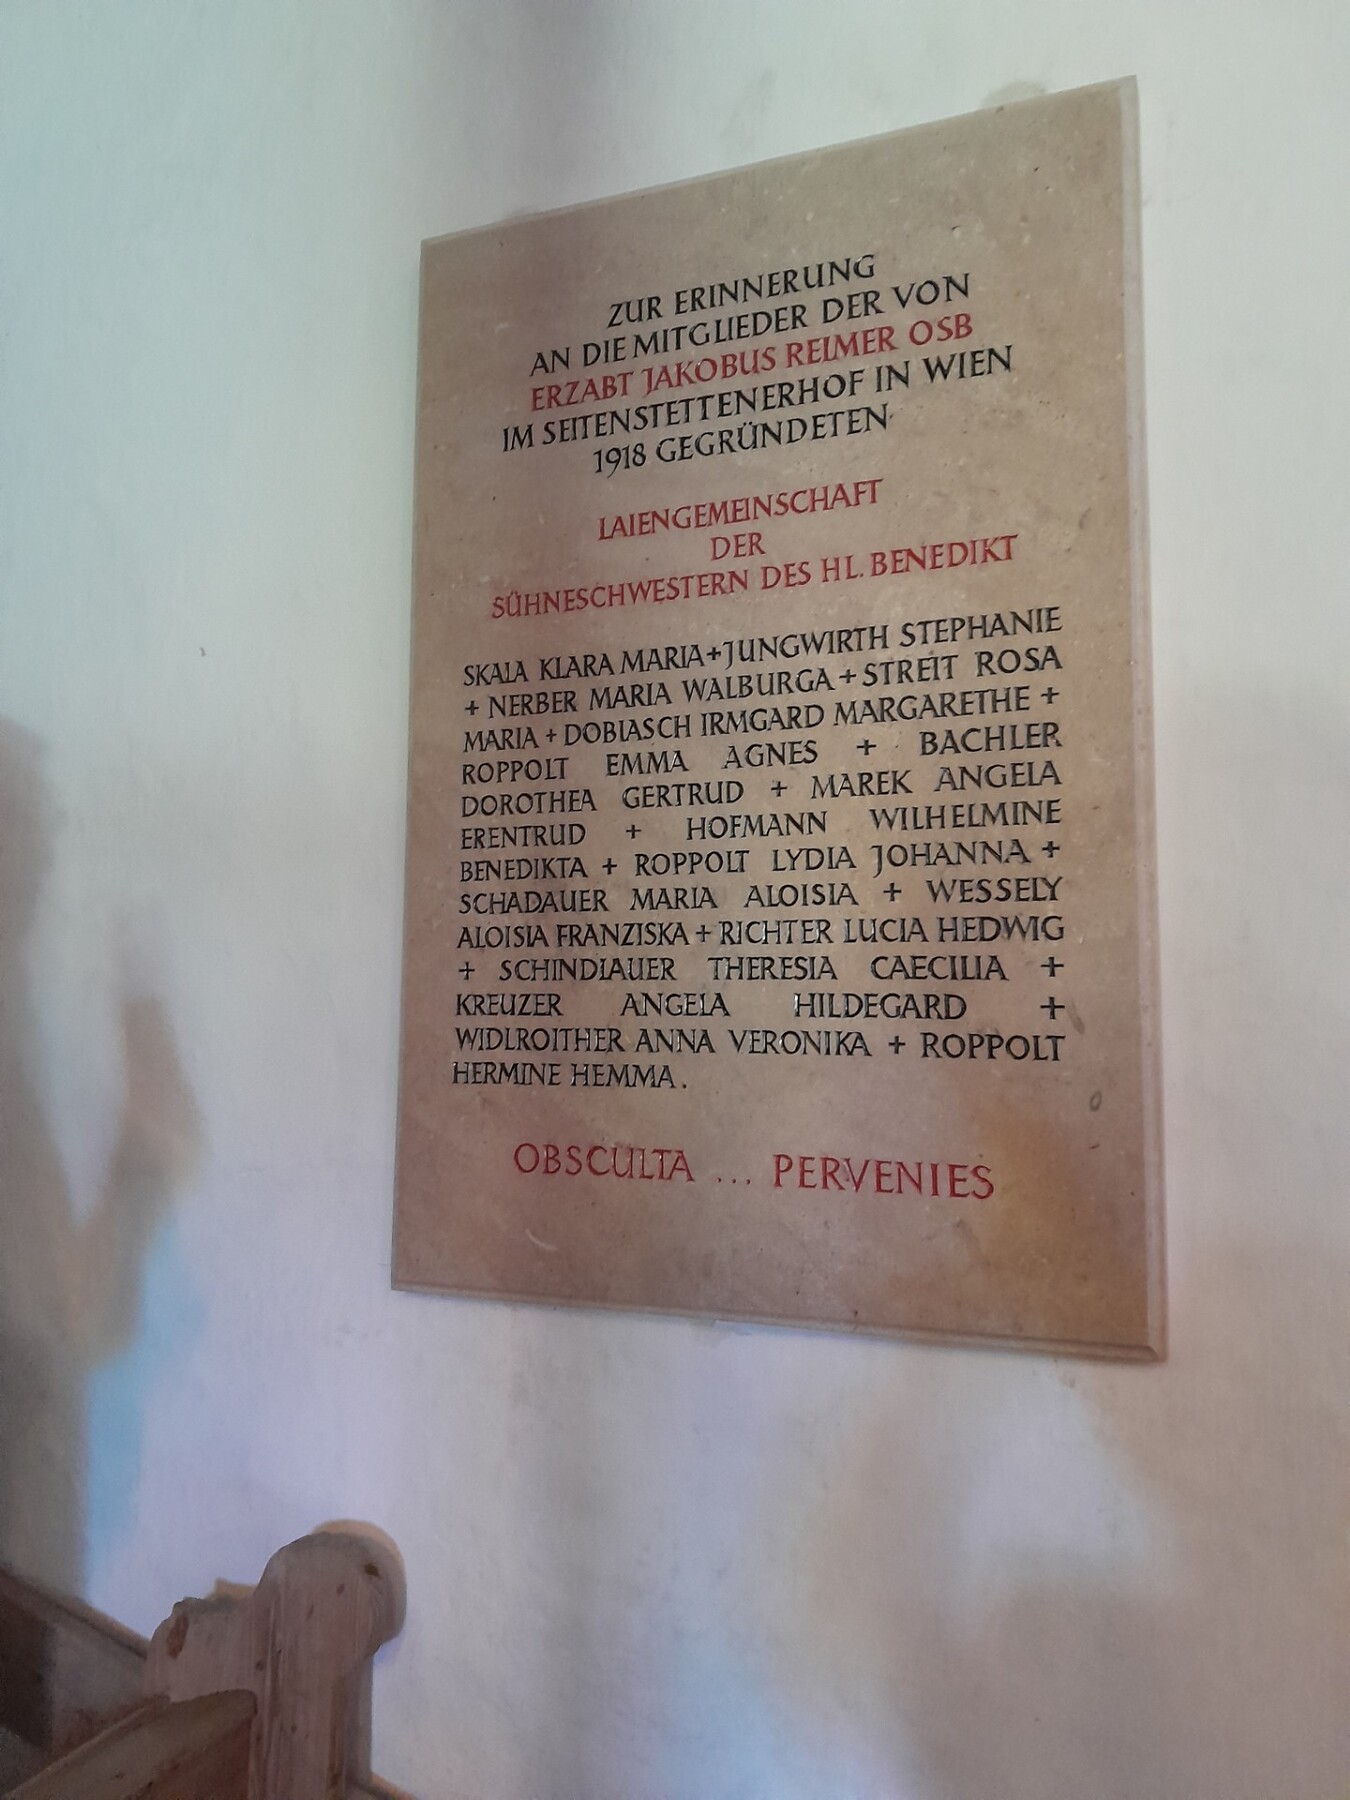 ZUR ERINNERUNG
AN DIE MITGLIEDER DER VON
ERZABT JAKOBUS REIMER OSB
IM SEITENSTETTENERHOF IN WIEN
1918 GEGRÜNDETEN
LAIENGEMEINSCHAFT
DER
SÜHNESCHWESTERN DES HL. BENEDIKT
SKALA KLARA MARIA + JUNGWIRTH STEPHANIE
+ NERBER MARIA WALBURGA + STREIT ROSA
MARIA + DOBIASCH IRMGARD MARGARETHE +
ROPPOLT EMMA AGNES + BACHLER
DOROTHEA GERTRUD + MAREK ANGELA
ERENTRUD + HOFMANN WILHELMINE
BENEDIKTA + ROPPOLT LYDIA JOHANNA +
SCHADAUER MARIA ALOISIA + WESSELY
ALOISIA FRANZISKA + RICHTER LUCIA HEDWIG
+ SCHINDLAUER THERESIA CAECILIA +
KREUZER ANGELA HILDEGARD +
WIDLROITHER ANNA VERONIKA + ROPPOLT
HERMINE HEMMA.
OBSCULTA ... PERVENIES